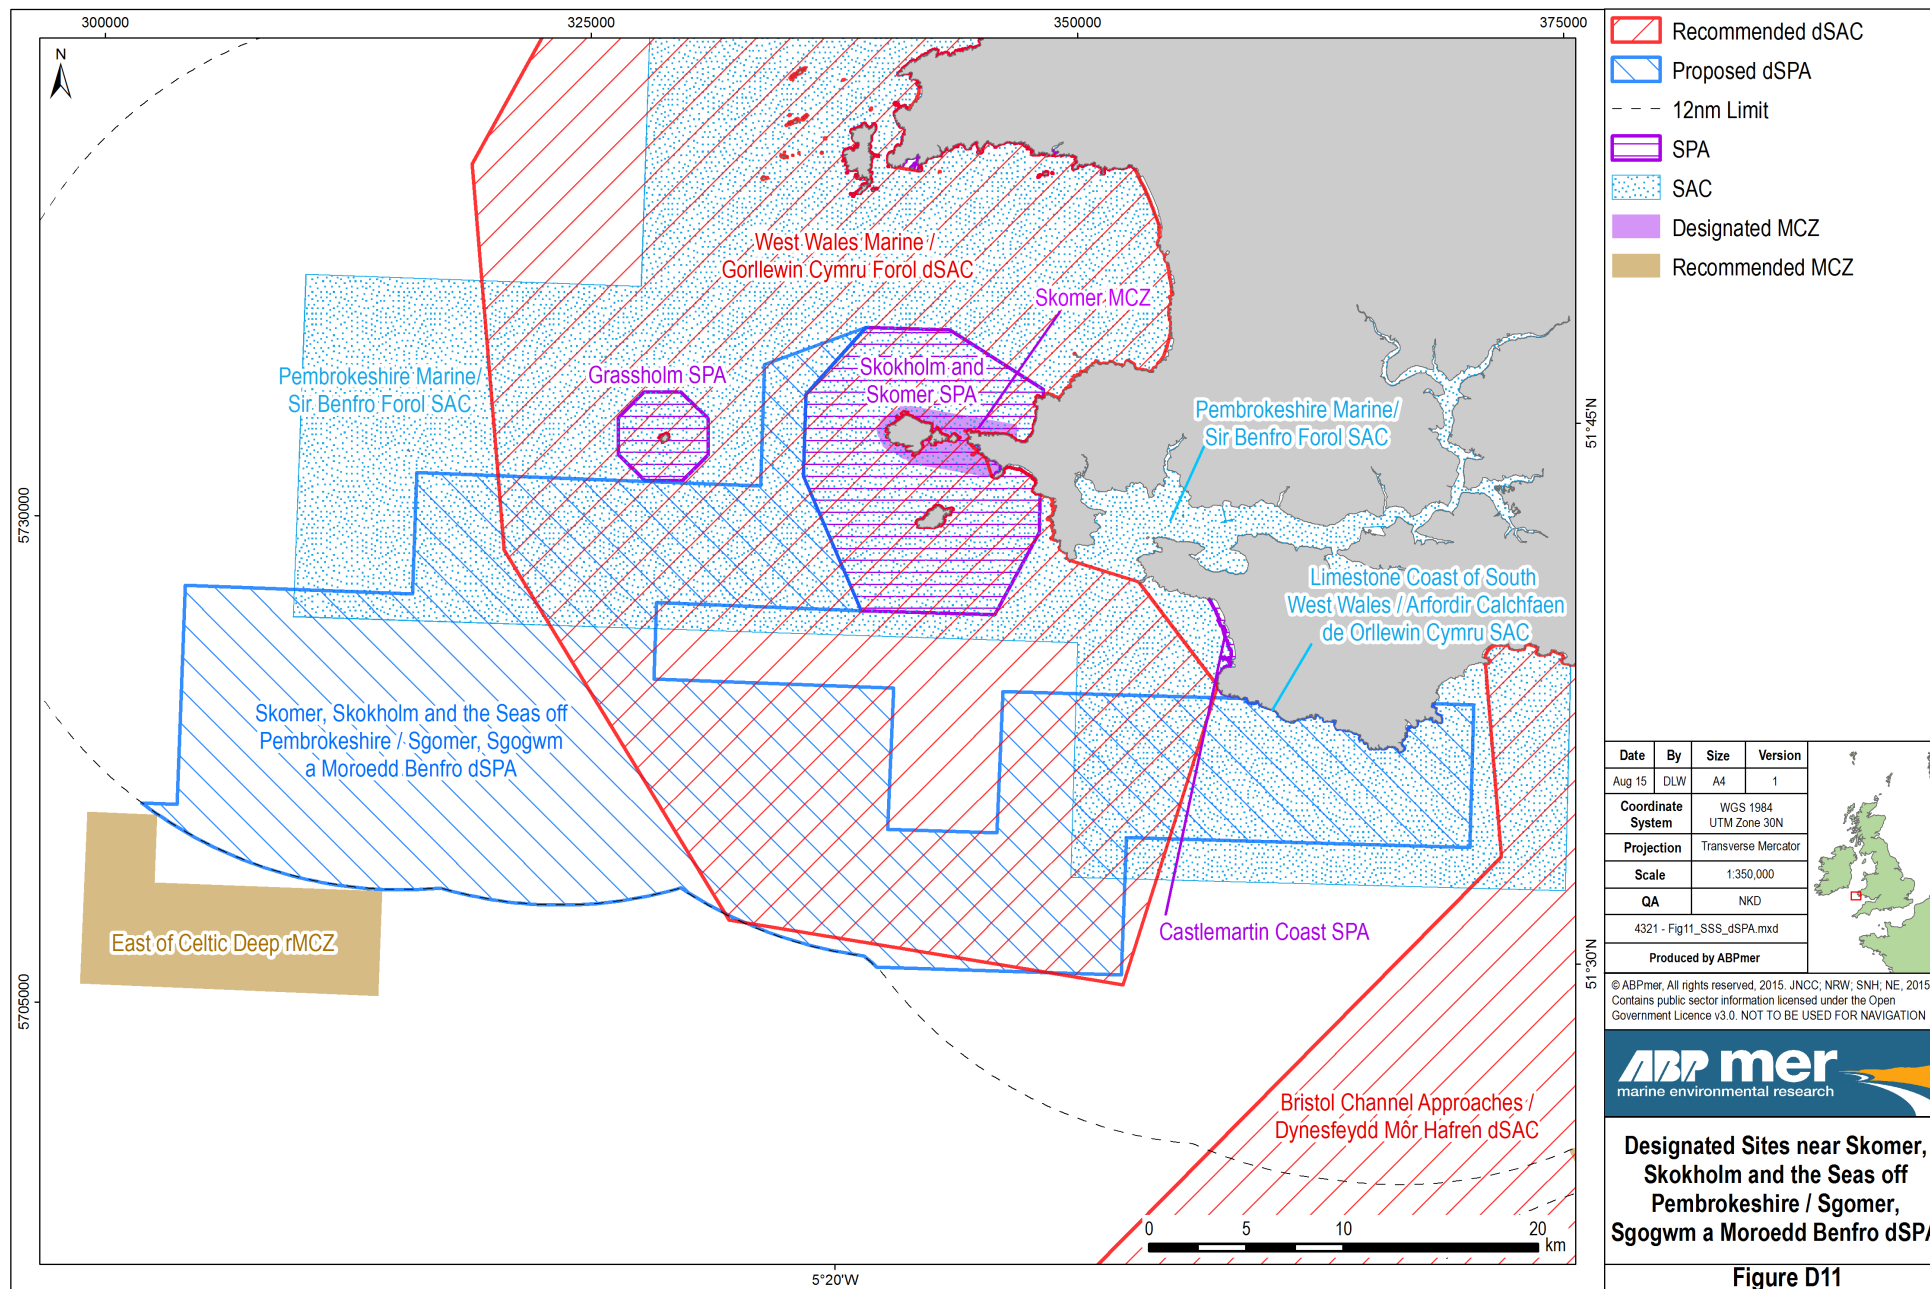 300000
325000
350000
375000
N
5730000
5705000
51°45'N
51°30'N
5°20'W
West Wales Marine /
Gorllewin Cymru Forol dSAC
Skomer MCZ
Pembrokeshire Marine/
Sir Benfro Forol SAC
Grassholm SPA
Skokholm and
Skomer SPA
Pembrokeshire Marine/
Sir Benfro Forol SAC
Limestone Coast of South
West Wales / Arfordir Calchfaen
de Orllewin Cymru SAC
Skomer, Skokholm and the Seas off
Pembrokeshire / Sgomer, Sgogwm
a Moroedd Benfro dSPA
East of Celtic Deep rMCZ
Castlemartin Coast SPA
Bristol Channel Approaches /
Dynesfeydd Môr Hafren dSAC
0 5 10 20
km
Recommended dSAC
Proposed dSPA
12nm Limit
SPA
SAC
Designated MCZ
Recommended MCZ
Date By Size Version
Aug 15 DLW A4 1
Coordinate
System
WGS 1984
UTM Zone 30N
Projection Transverse Mercator
Scale 1:350,000
QA NKD
4321 - Fig11_SSS_dSPA.mxd
Produced by ABPmer
© ABPmer, All rights reserved, 2015. JNCC; NRW; SNH; NE, 2015
Contains public sector information licensed under the Open
Government Licence v3.0. NOT TO BE USED FOR NAVIGATION
ABPmer
marine environmental research
Designated Sites near Skomer,
Skokholm and the Seas off
Pembrokeshire / Sgomer,
Sgogwm a Moroedd Benfro dSPA
Figure D11